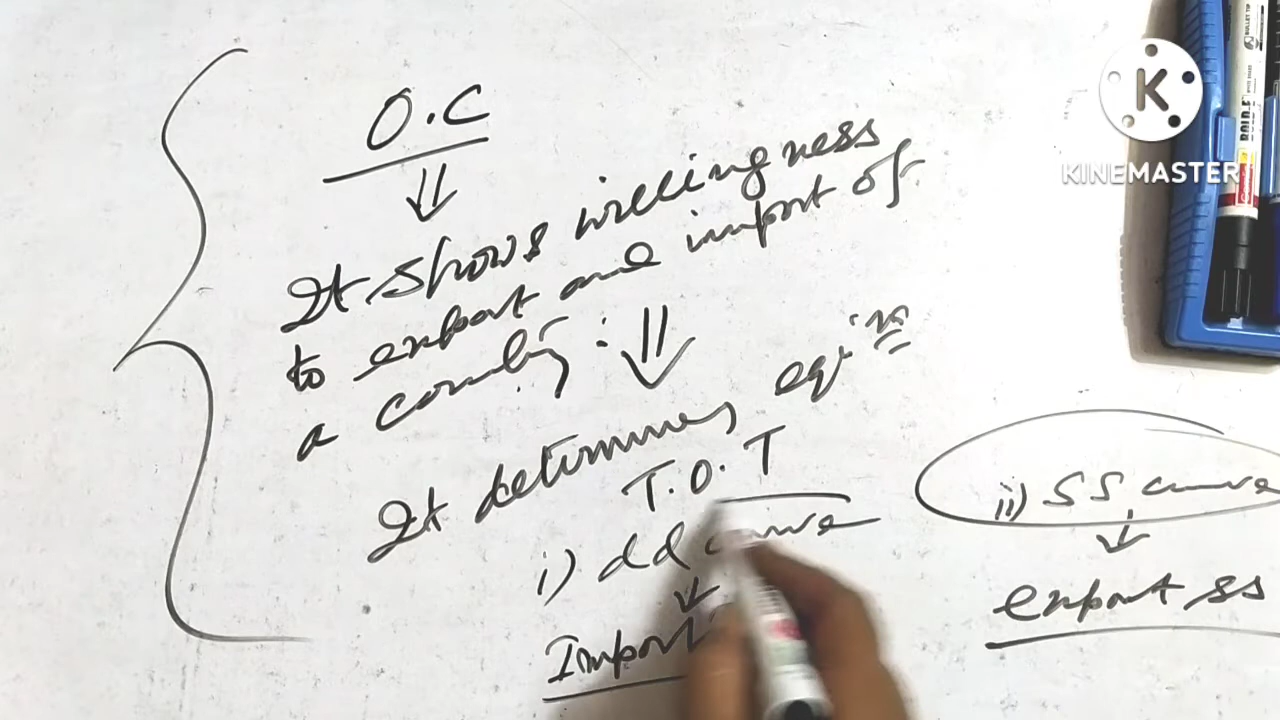 O.C
It shows willingness
to export and import of
a country :
It determines eqi'm
T.O.T
i) dd curve
ii) SS curve
Import
export ss
K
KINEMASTER